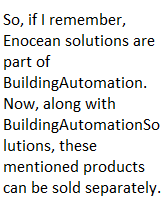 So, if I remember,
Enocean solutions are
part of
BuildingAutomation.
Now, along with
BuildingAutomationSo
lutions, these
mentioned products
can be sold separately.